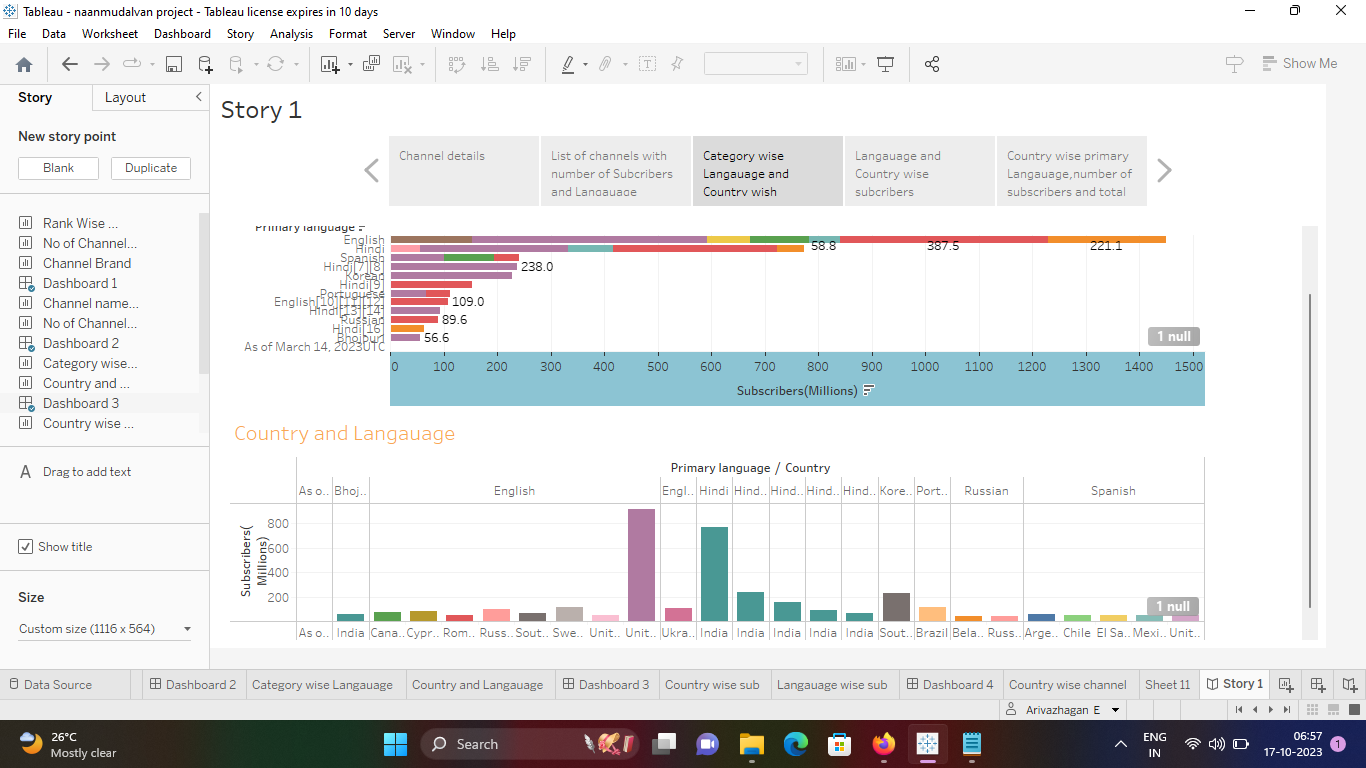 Tableau - naanmudalvan project - Tableau license expires in 10 days
File Data Worksheet Dashboard Story Analysis Format Server Window Help
Show Me
Story Layout
New story point
Blank Duplicate
Rank Wise ...
No of Channel...
Channel Brand
Dashboard 1
Channel name...
No of Channel...
Dashboard 2
Category wise...
Country and ...
Dashboard 3
Country wise ...
A Drag to add text
Show title
Size
Custom size (1116 x 564)
Story 1
Channel details
List of channels with
number of Subcribers
and Langauage
Category wise
Langauage and
Country wish
Langauage and
Country wise
subcribers
Country wise primary
Langauage,number of
subscribers and total
Primary language
English
Hindi 58.8 387.5 221.1
Spanish
Hindi[7][8] 238.0
Korean
Hindi[9]
Portuguese
English[10][11][12] 109.0
Hindi[13][14]
Russian 89.6
Hindi[16]
Bhojpuri 56.6
As of March 14, 2023UTC
1 null
0 100 200 300 400 500 600 700 800 900 1000 1100 1200 1300 1400 1500
Subscribers(Millions)
Country and Langauage
Primary language / Country
As o.. Bhoj.. English Engl.. Hindi Hind.. Hind.. Hind.. Hind.. Kore.. Port.. Russian Spanish
Subscribers(
Millions)
800
600
400
200
1 null
As o.. India Cana.. Cypr.. Rom.. Russ.. Sout.. Swe.. Unit.. Unit.. Ukra.. India India India India India Sout.. Brazil Bela.. Russ.. Arge.. Chile El Sa.. Mexi.. Unit..
Data Source Dashboard 2 Category wise Langauage Country and Langauage Dashboard 3 Country wise sub Langauage wise sub Dashboard 4 Country wise channel Sheet 11 Story 1
Arivazhagan E
26°C
Mostly clear
Search
ENG
IN
06:57
17-10-2023
1